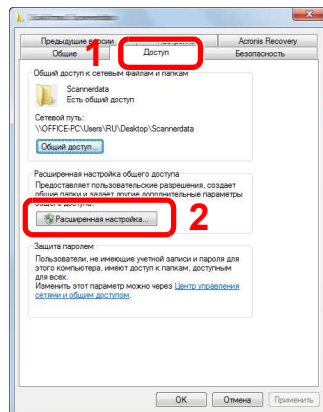 Предыдущие версии
Acronis Recovery
Общие
Доступ
Безопасность
1
Общий доступ к сетевым файлам и папкам
Scannerdata
Есть общий доступ
Сетевой путь:
\\OFFICE-PC\Users\RU\Desktop\Scannerdata
Общий доступ...
Расширенная настройка общего доступа
Предоставляет пользовательские разрешения, создает
общие папки и задает другие дополнительные параметры
общего доступа.
Расширенная настройка...
2
Защита паролем
Пользователи, не имеющие учетной записи и пароля для
этого компьютера, имеют доступ к папкам, доступным
для всех.
Изменить этот параметр можно через Центр управления
сетями и общим доступом.
OK
Отмена
Применить